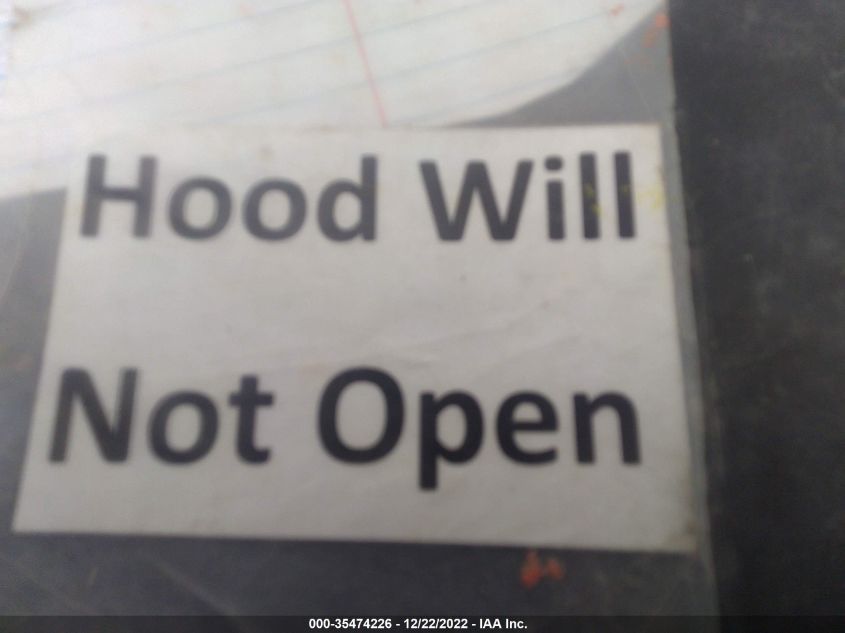 Hood Will
Not Open
000-35474226 - 12/22/2022 - IAA Inc.